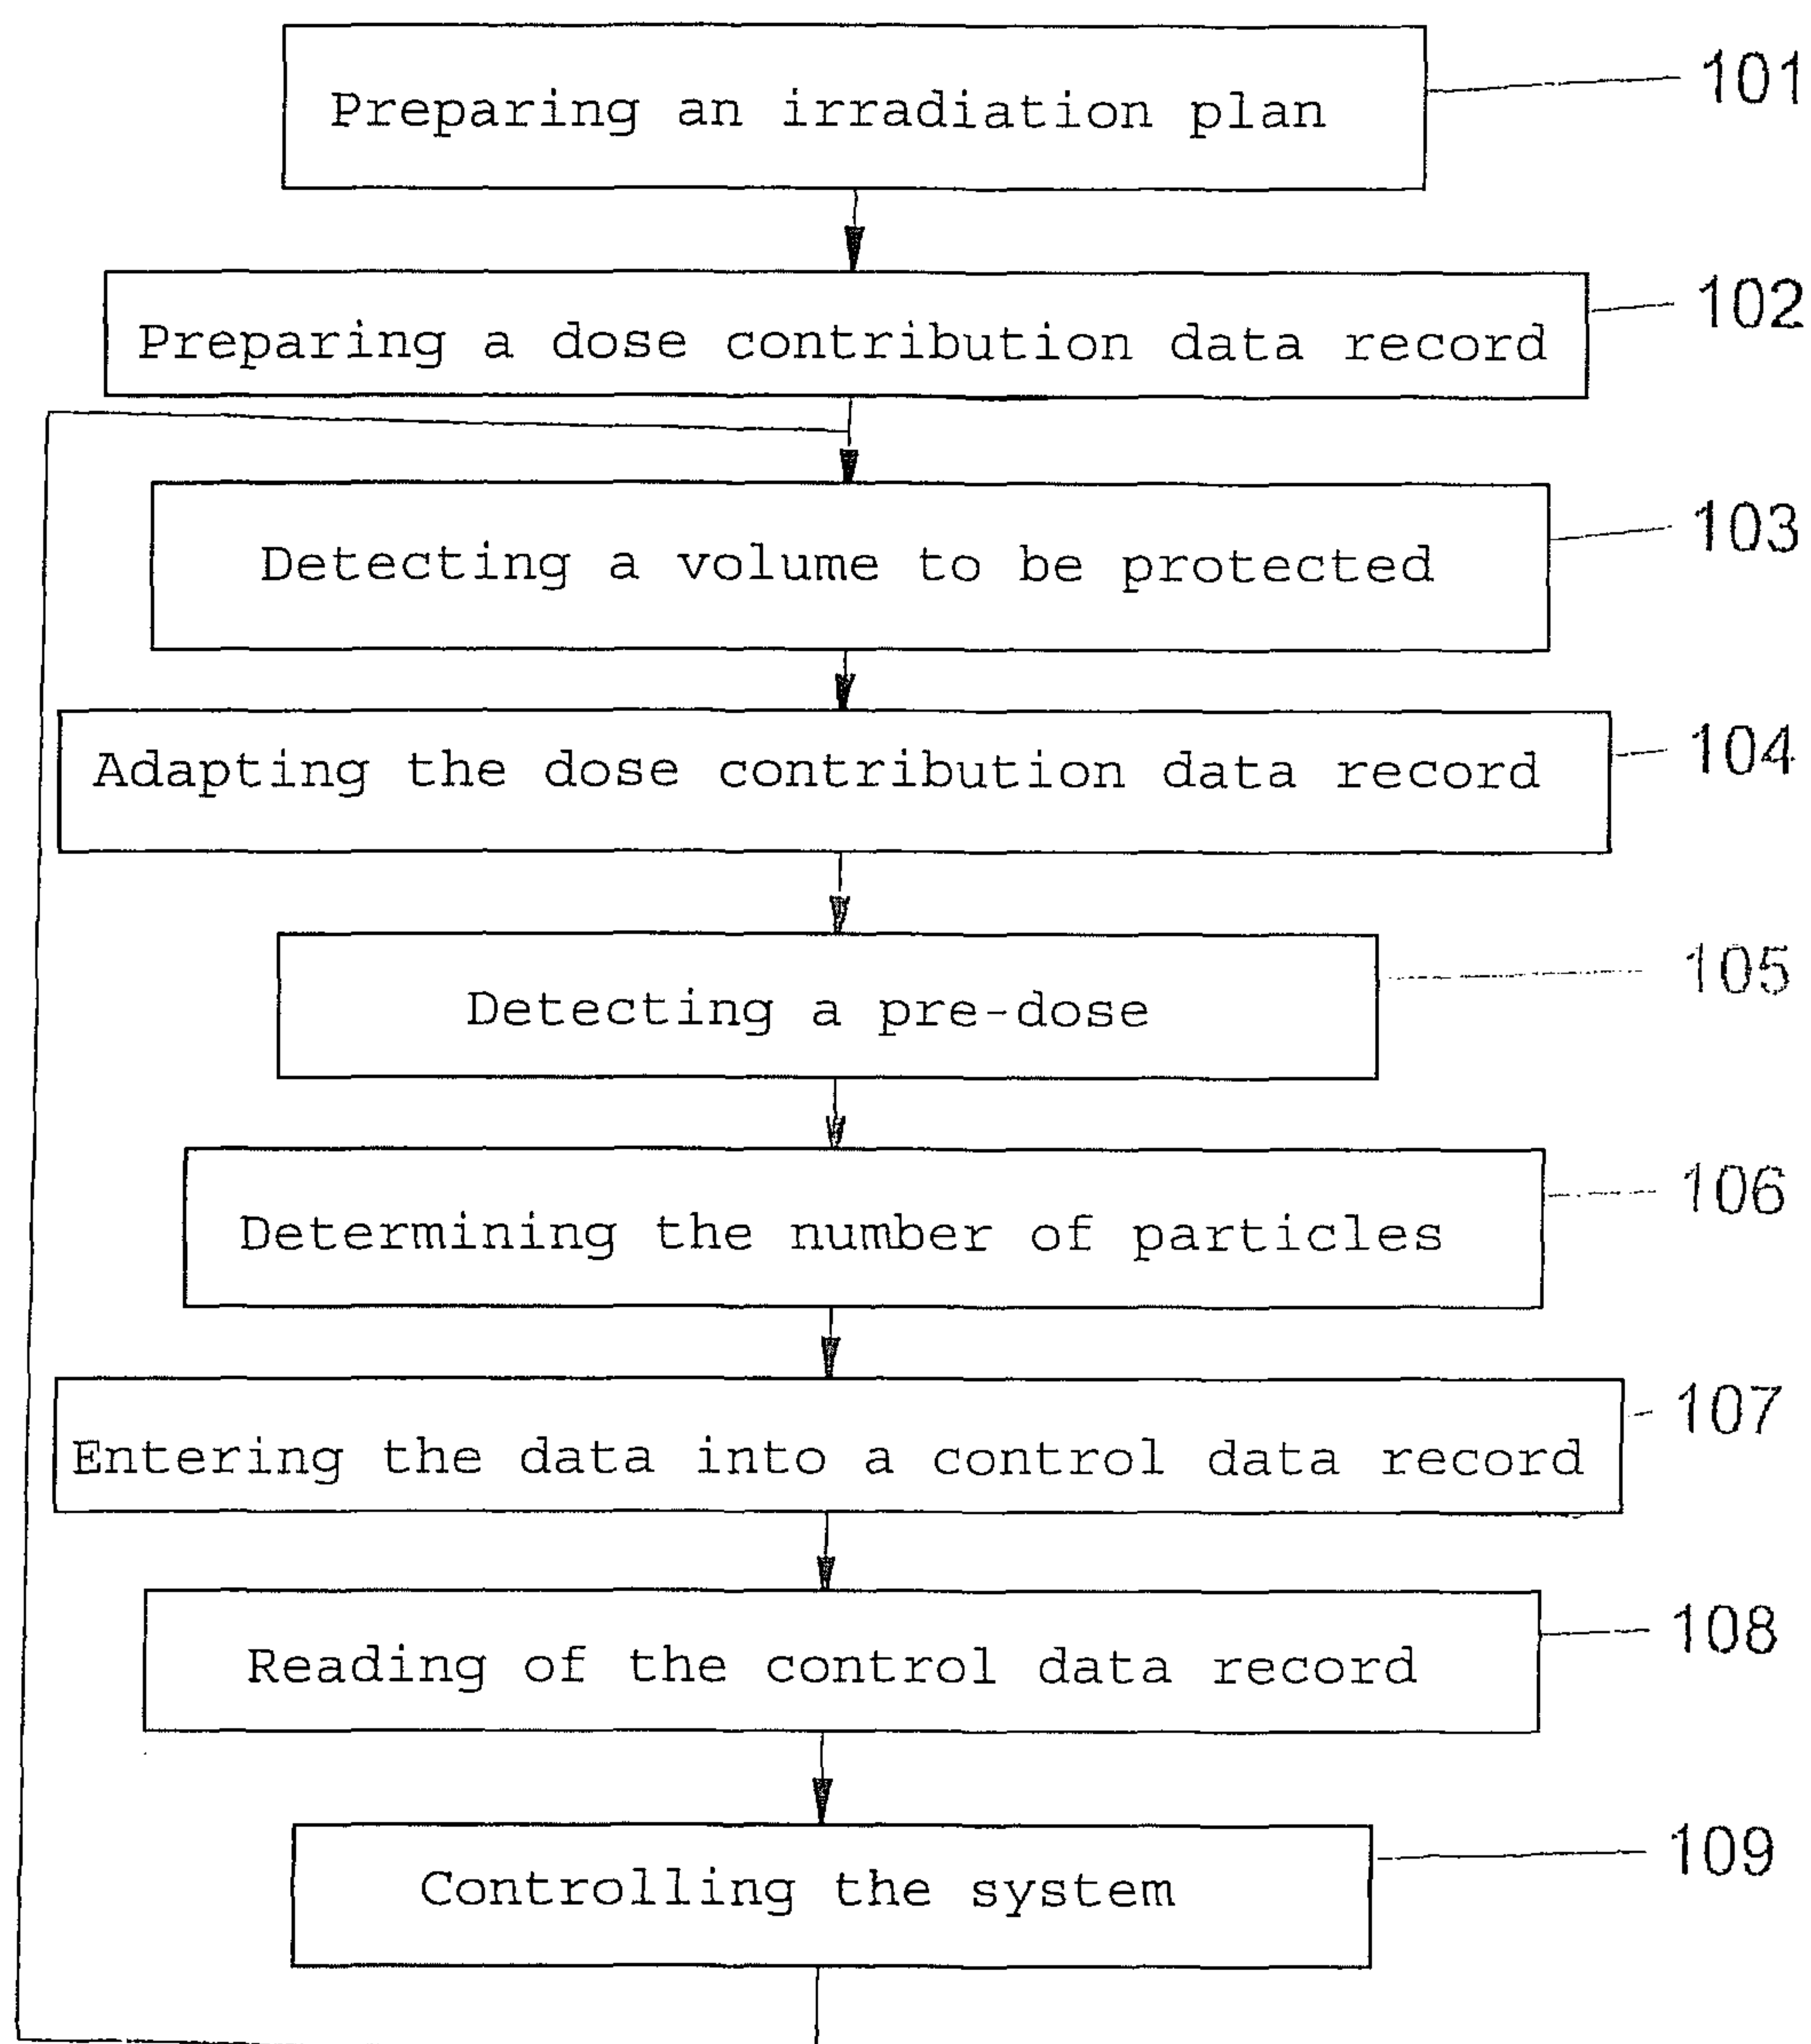 Preparing an irradiation plan 101
Preparing a dose contribution data record 102
Detecting a volume to be protected 103
Adapting the dose contribution data record 104
Detecting a pre-dose 105
Determining the number of particles 106
Entering the data into a control data record 107
Reading of the control data record 108
Controlling the system 109